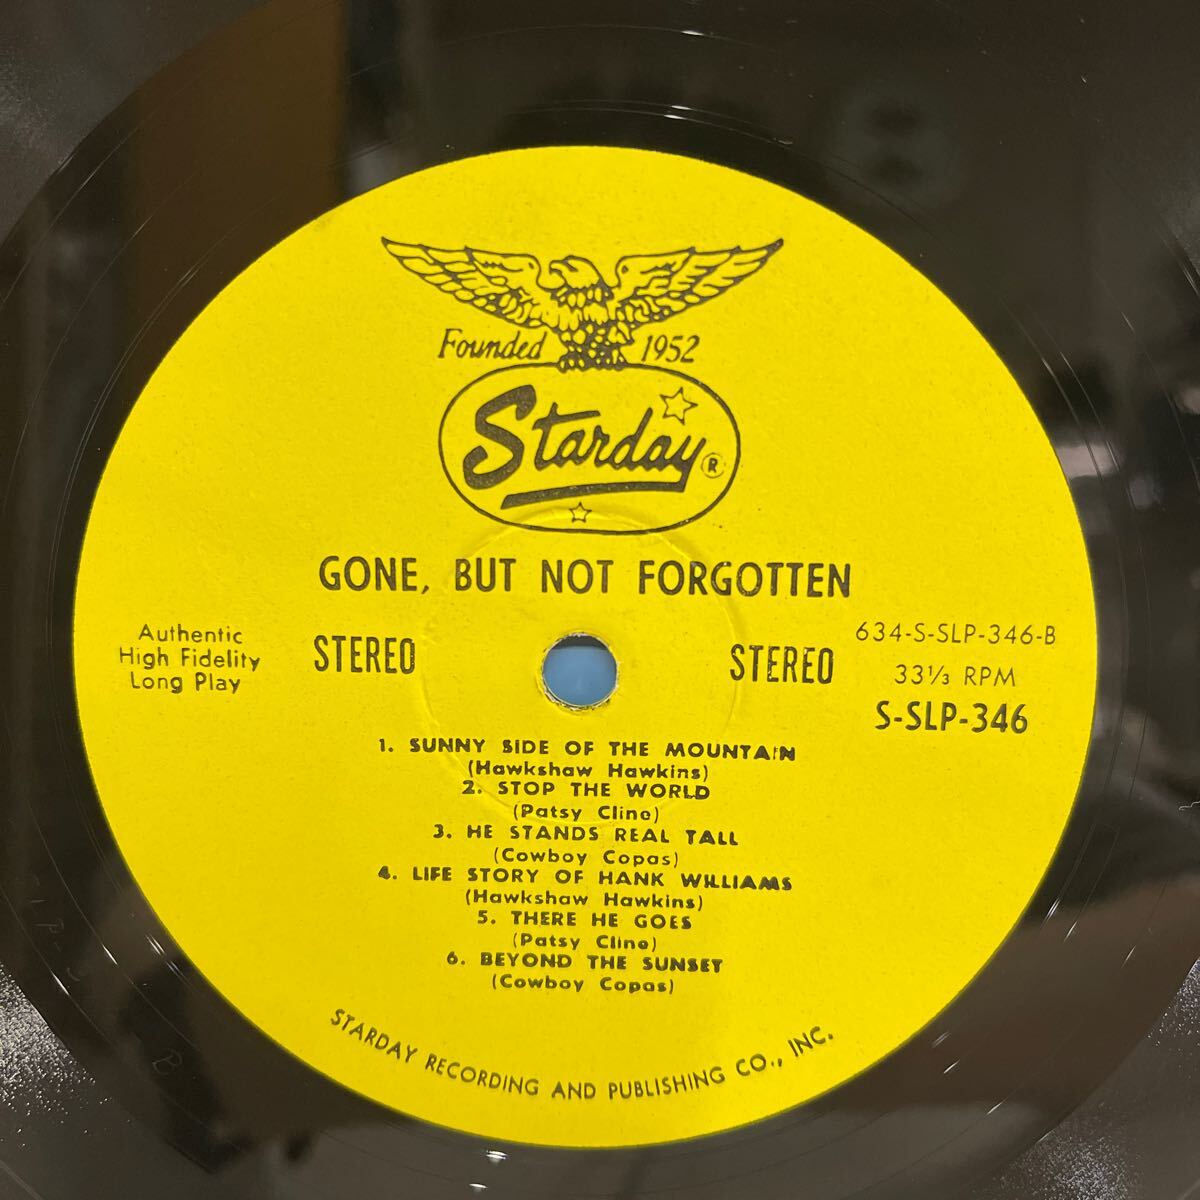 Founded 1952
Starday ®
GONE, BUT NOT FORGOTTEN
Authentic
High Fidelity
Long Play
STEREO
STEREO
634-S-SLP-346-B
33⅓ RPM
S-SLP-346
1. SUNNY SIDE OF THE MOUNTAIN
(Hawkshaw Hawkins)
2. STOP THE WORLD
(Patsy Cline)
3. HE STANDS REAL TALL
(Cowboy Copas)
4. LIFE STORY OF HANK WILLIAMS
(Hawkshaw Hawkins)
5. THERE HE GOES
(Patsy Cline)
6. BEYOND THE SUNSET
(Cowboy Copas)
STARDAY RECORDING AND PUBLISHING CO., INC.